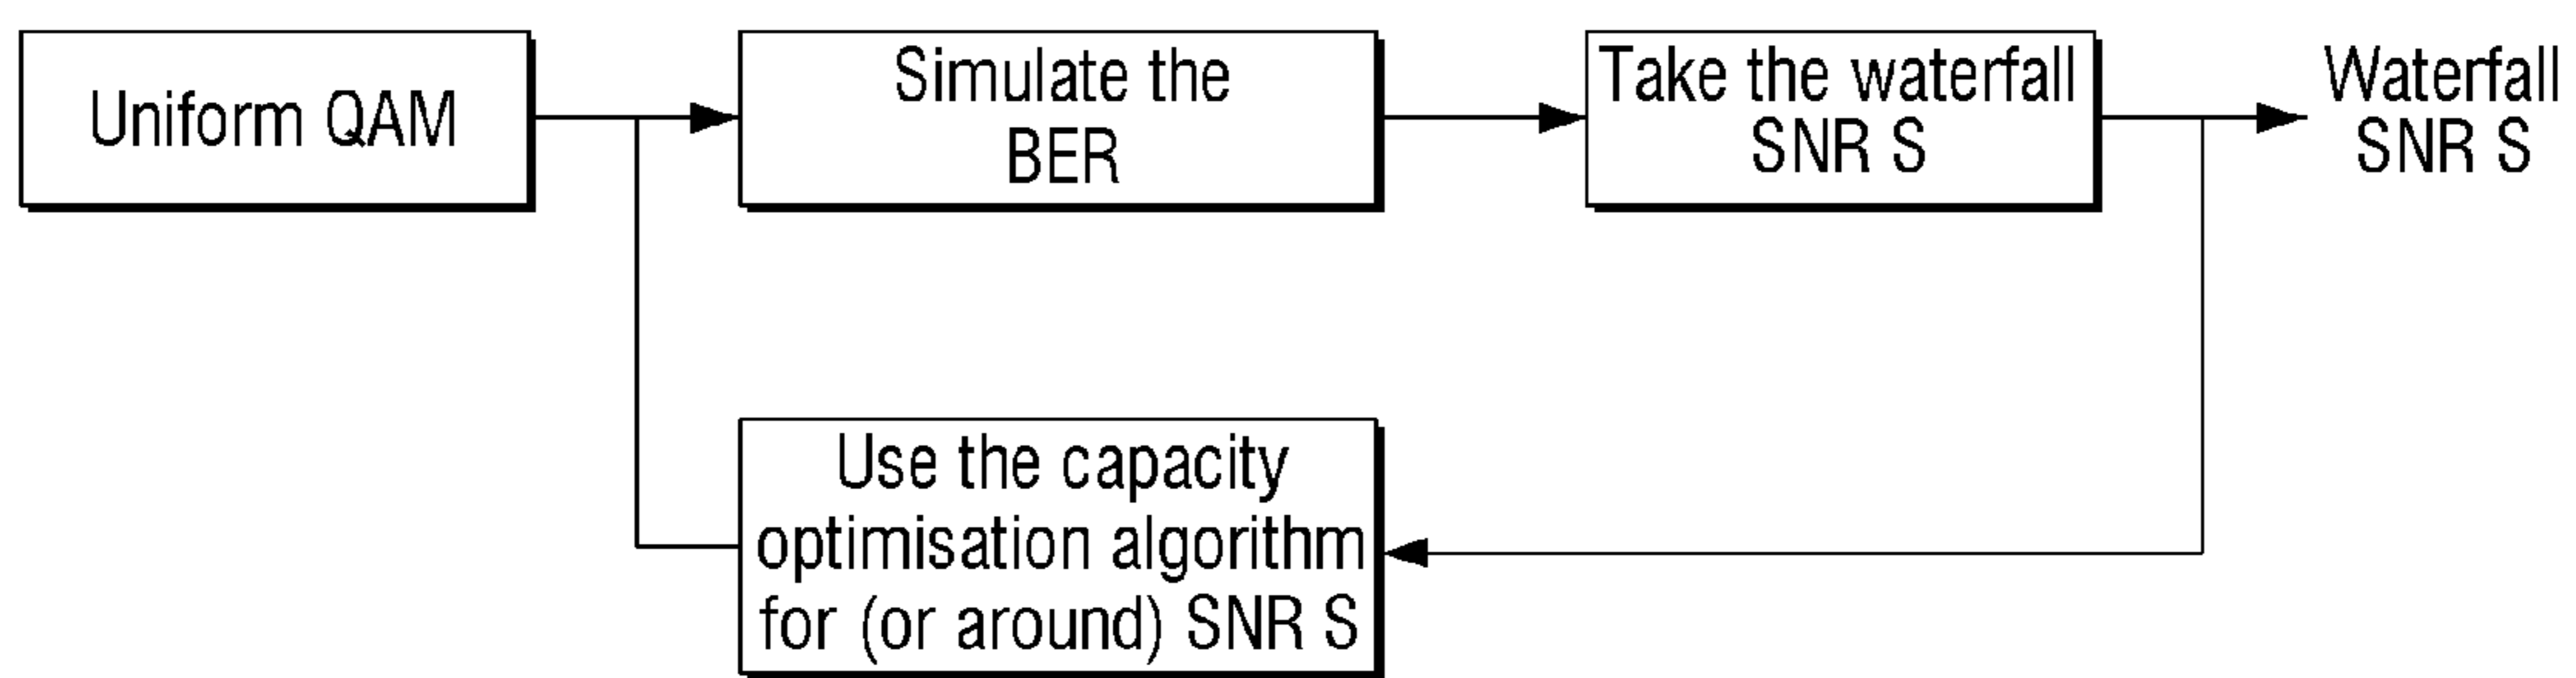 Uniform QAM
Simulate the
BER
Take the waterfall
SNR S
Waterfall
SNR S
Use the capacity
optimisation algorithm
for (or around) SNR S